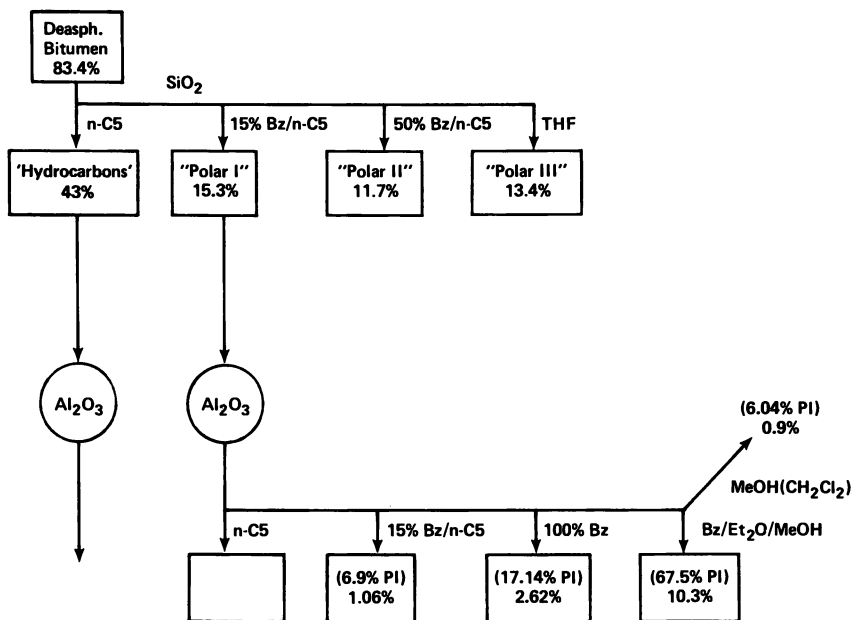 Deasph.
Bitumen
83.4%
SiO₂
n-C5
15% Bz/n-C5
50% Bz/n-C5
THF
'Hydrocarbons'
43%
"Polar I"
15.3%
"Polar II"
11.7%
"Polar III"
13.4%
Al₂O₃
Al₂O₃
(6.04% PI)
0.9%
MeOH(CH₂Cl₂)
n-C5
15% Bz/n-C5
100% Bz
Bz/Et₂O/MeOH
(6.9% PI)
1.06%
(17.14% PI)
2.62%
(67.5% PI)
10.3%